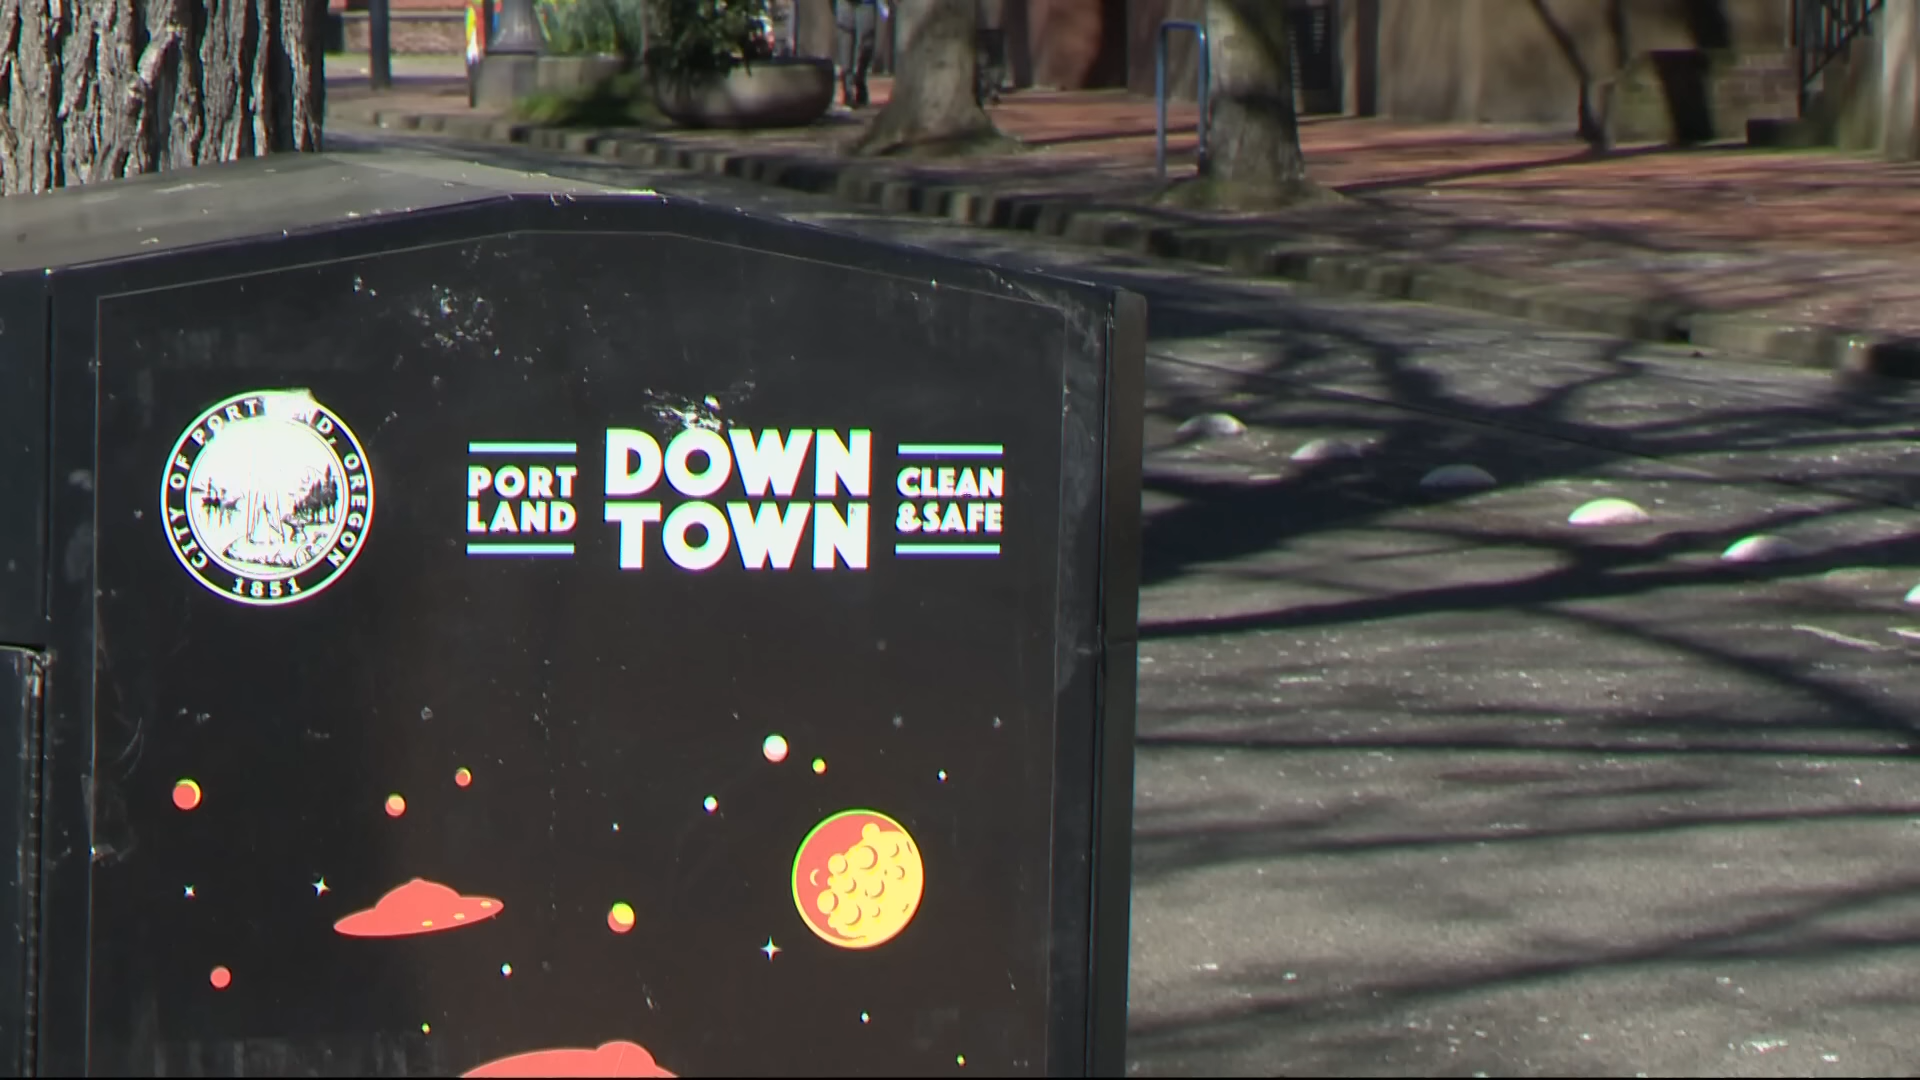 CITY OF PORTLAND, OREGON
1851
PORT
LAND
DOWN
TOWN
CLEAN
&SAFE